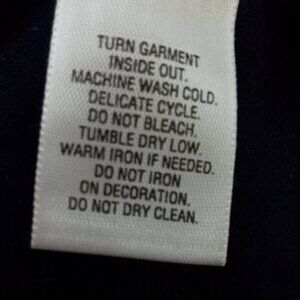 TURN GARMENT
INSIDE OUT.
MACHINE WASH COLD.
DELICATE CYCLE.
DO NOT BLEACH.
TUMBLE DRY LOW.
WARM IRON IF NEEDED.
DO NOT IRON
ON DECORATION.
DO NOT DRY CLEAN.